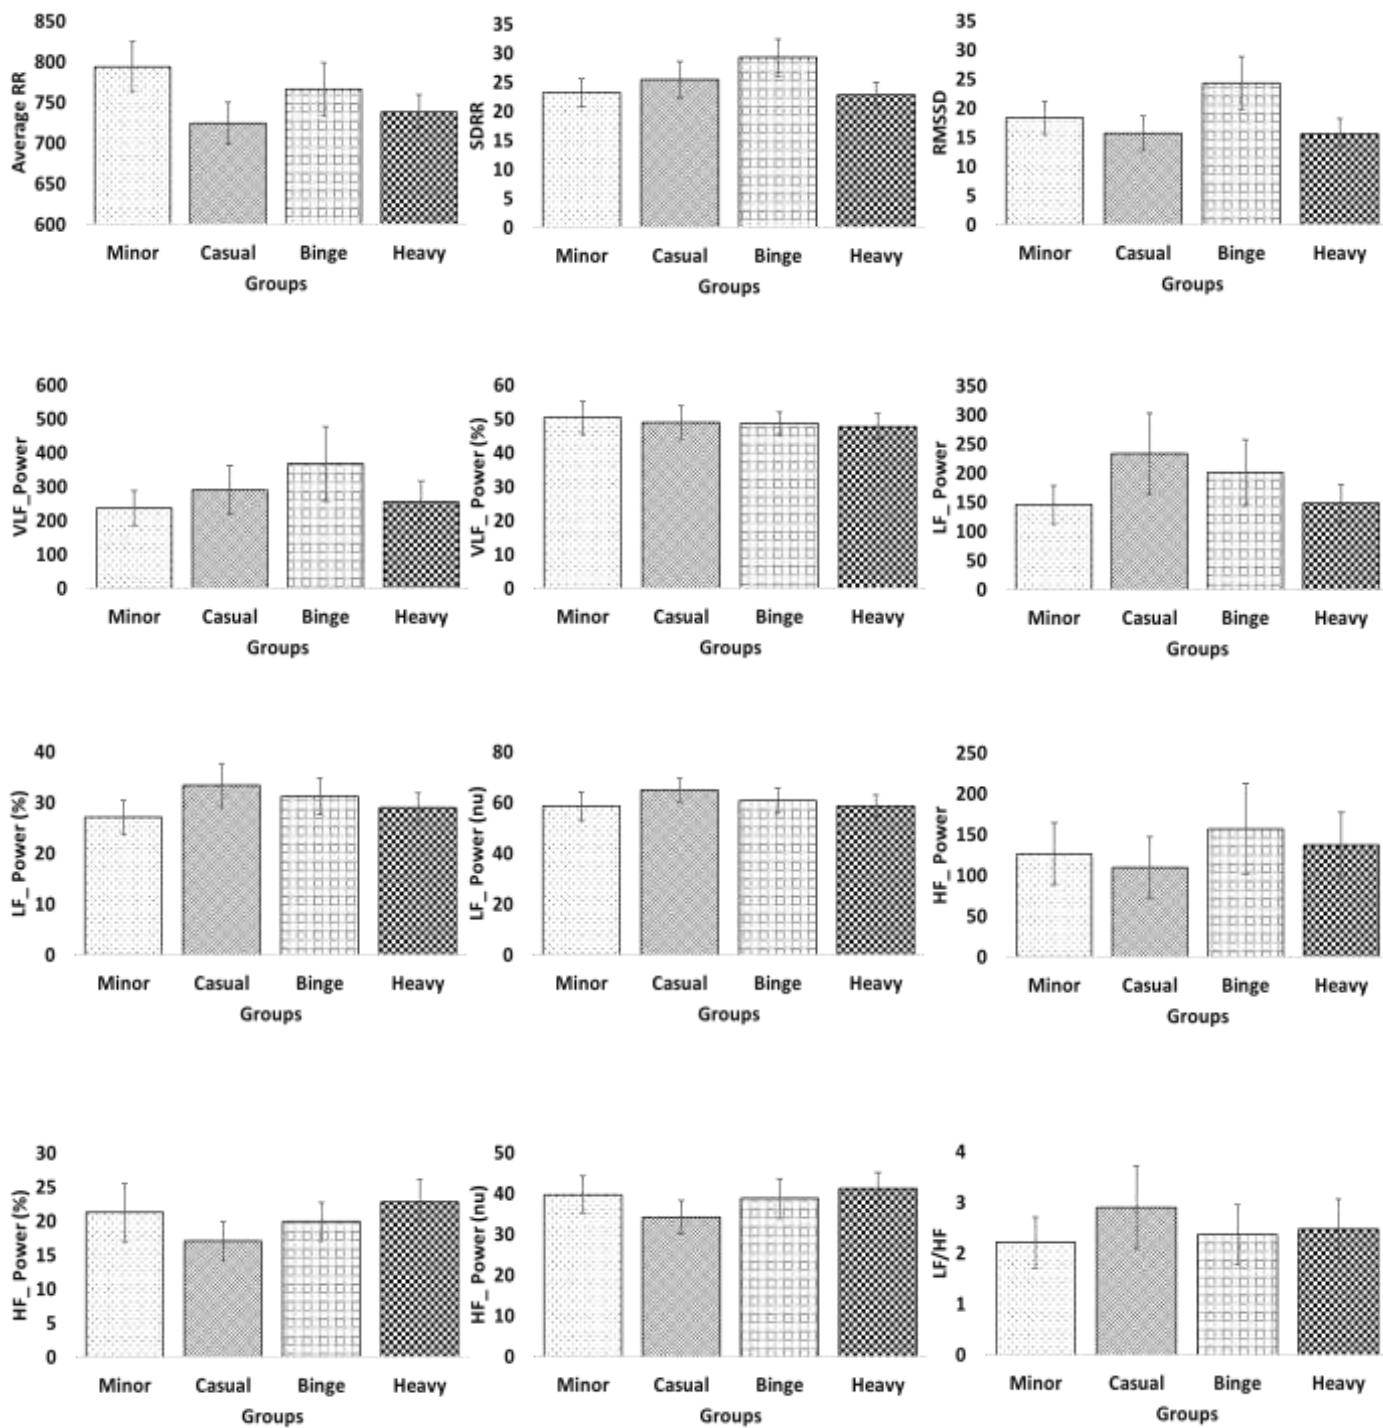 Average RR
850
800
750
700
650
600
Minor Casual Binge Heavy
Groups
SDRR
35
30
25
20
15
10
5
0
Minor Casual Binge Heavy
Groups
RMSSD
35
30
25
20
15
10
5
0
Minor Casual Binge Heavy
Groups
VLF_Power
600
500
400
300
200
100
0
Minor Casual Binge Heavy
Groups
VLF_ Power (%)
60
50
40
30
20
10
0
Minor Casual Binge Heavy
Groups
LF_ Power
350
300
250
200
150
100
50
0
Minor Casual Binge Heavy
Groups
LF_ Power (%)
40
30
20
10
0
Minor Casual Binge Heavy
Groups
LF_ Power (nu)
80
60
40
20
0
Minor Casual Binge Heavy
Groups
HF_Power
250
200
150
100
50
0
Minor Casual Binge Heavy
Groups
HF_ Power (%)
30
25
20
15
10
5
0
Minor Casual Binge Heavy
Groups
HF_ Power (nu)
50
40
30
20
10
0
Minor Casual Binge Heavy
Groups
LF/HF
4
3
2
1
0
Minor Casual Binge Heavy
Groups